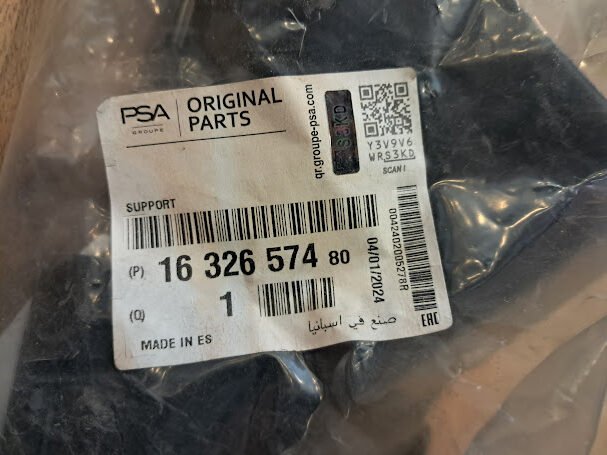 PSA
GROUPE
ORIGINAL
PARTS
qr.groupe-psa.com
S3KD
Y3V9V6
WRS3KD
SCAN!
SUPPORT
(P) 16 326 574 80
04/01/2024
0042402005278R
(Q) 1
صنع في اسبانيا
EAC
MADE IN ES